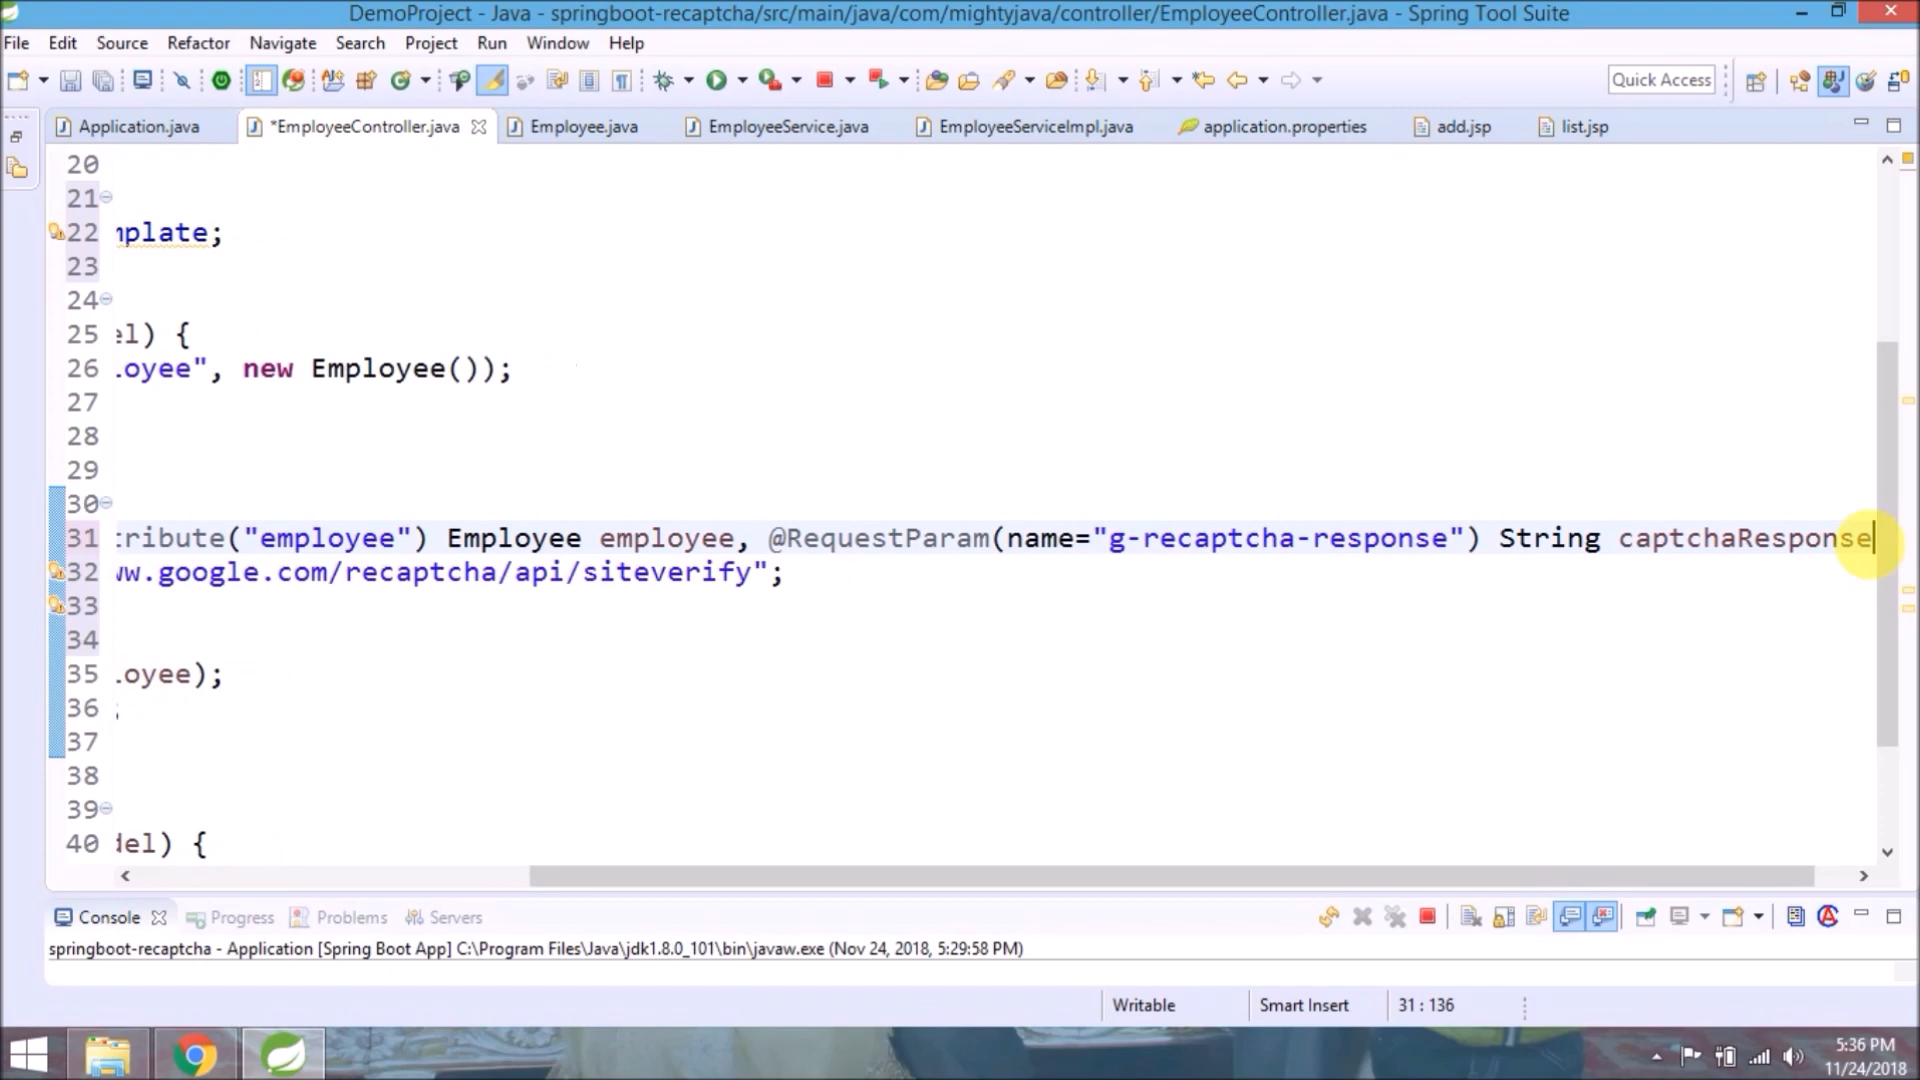 DemoProject - Java - springboot-recaptcha/src/main/java/com/mightyjava/controller/EmployeeController.java - Spring Tool Suite
File Edit Source Refactor Navigate Search Project Run Window Help
Quick Access
Application.java *EmployeeController.java Employee.java EmployeeService.java EmployeeServiceImpl.java application.properties add.jsp list.jsp
20
21
22 mplate;
23
24
25 el) {
26 loyee", new Employee());
27
28
29
30
31 tribute("employee") Employee employee, @RequestParam(name="g-recaptcha-response") String captchaResponse
32 ww.google.com/recaptcha/api/siteverify";
33
34
35 loyee);
36 ;
37
38
39
40 del) {
Console Progress Problems Servers
springboot-recaptcha - Application [Spring Boot App] C:\Program Files\Java\jdk1.8.0_101\bin\javaw.exe (Nov 24, 2018, 5:29:58 PM)
Writable Smart Insert 31 : 136
5:36 PM
11/24/2018